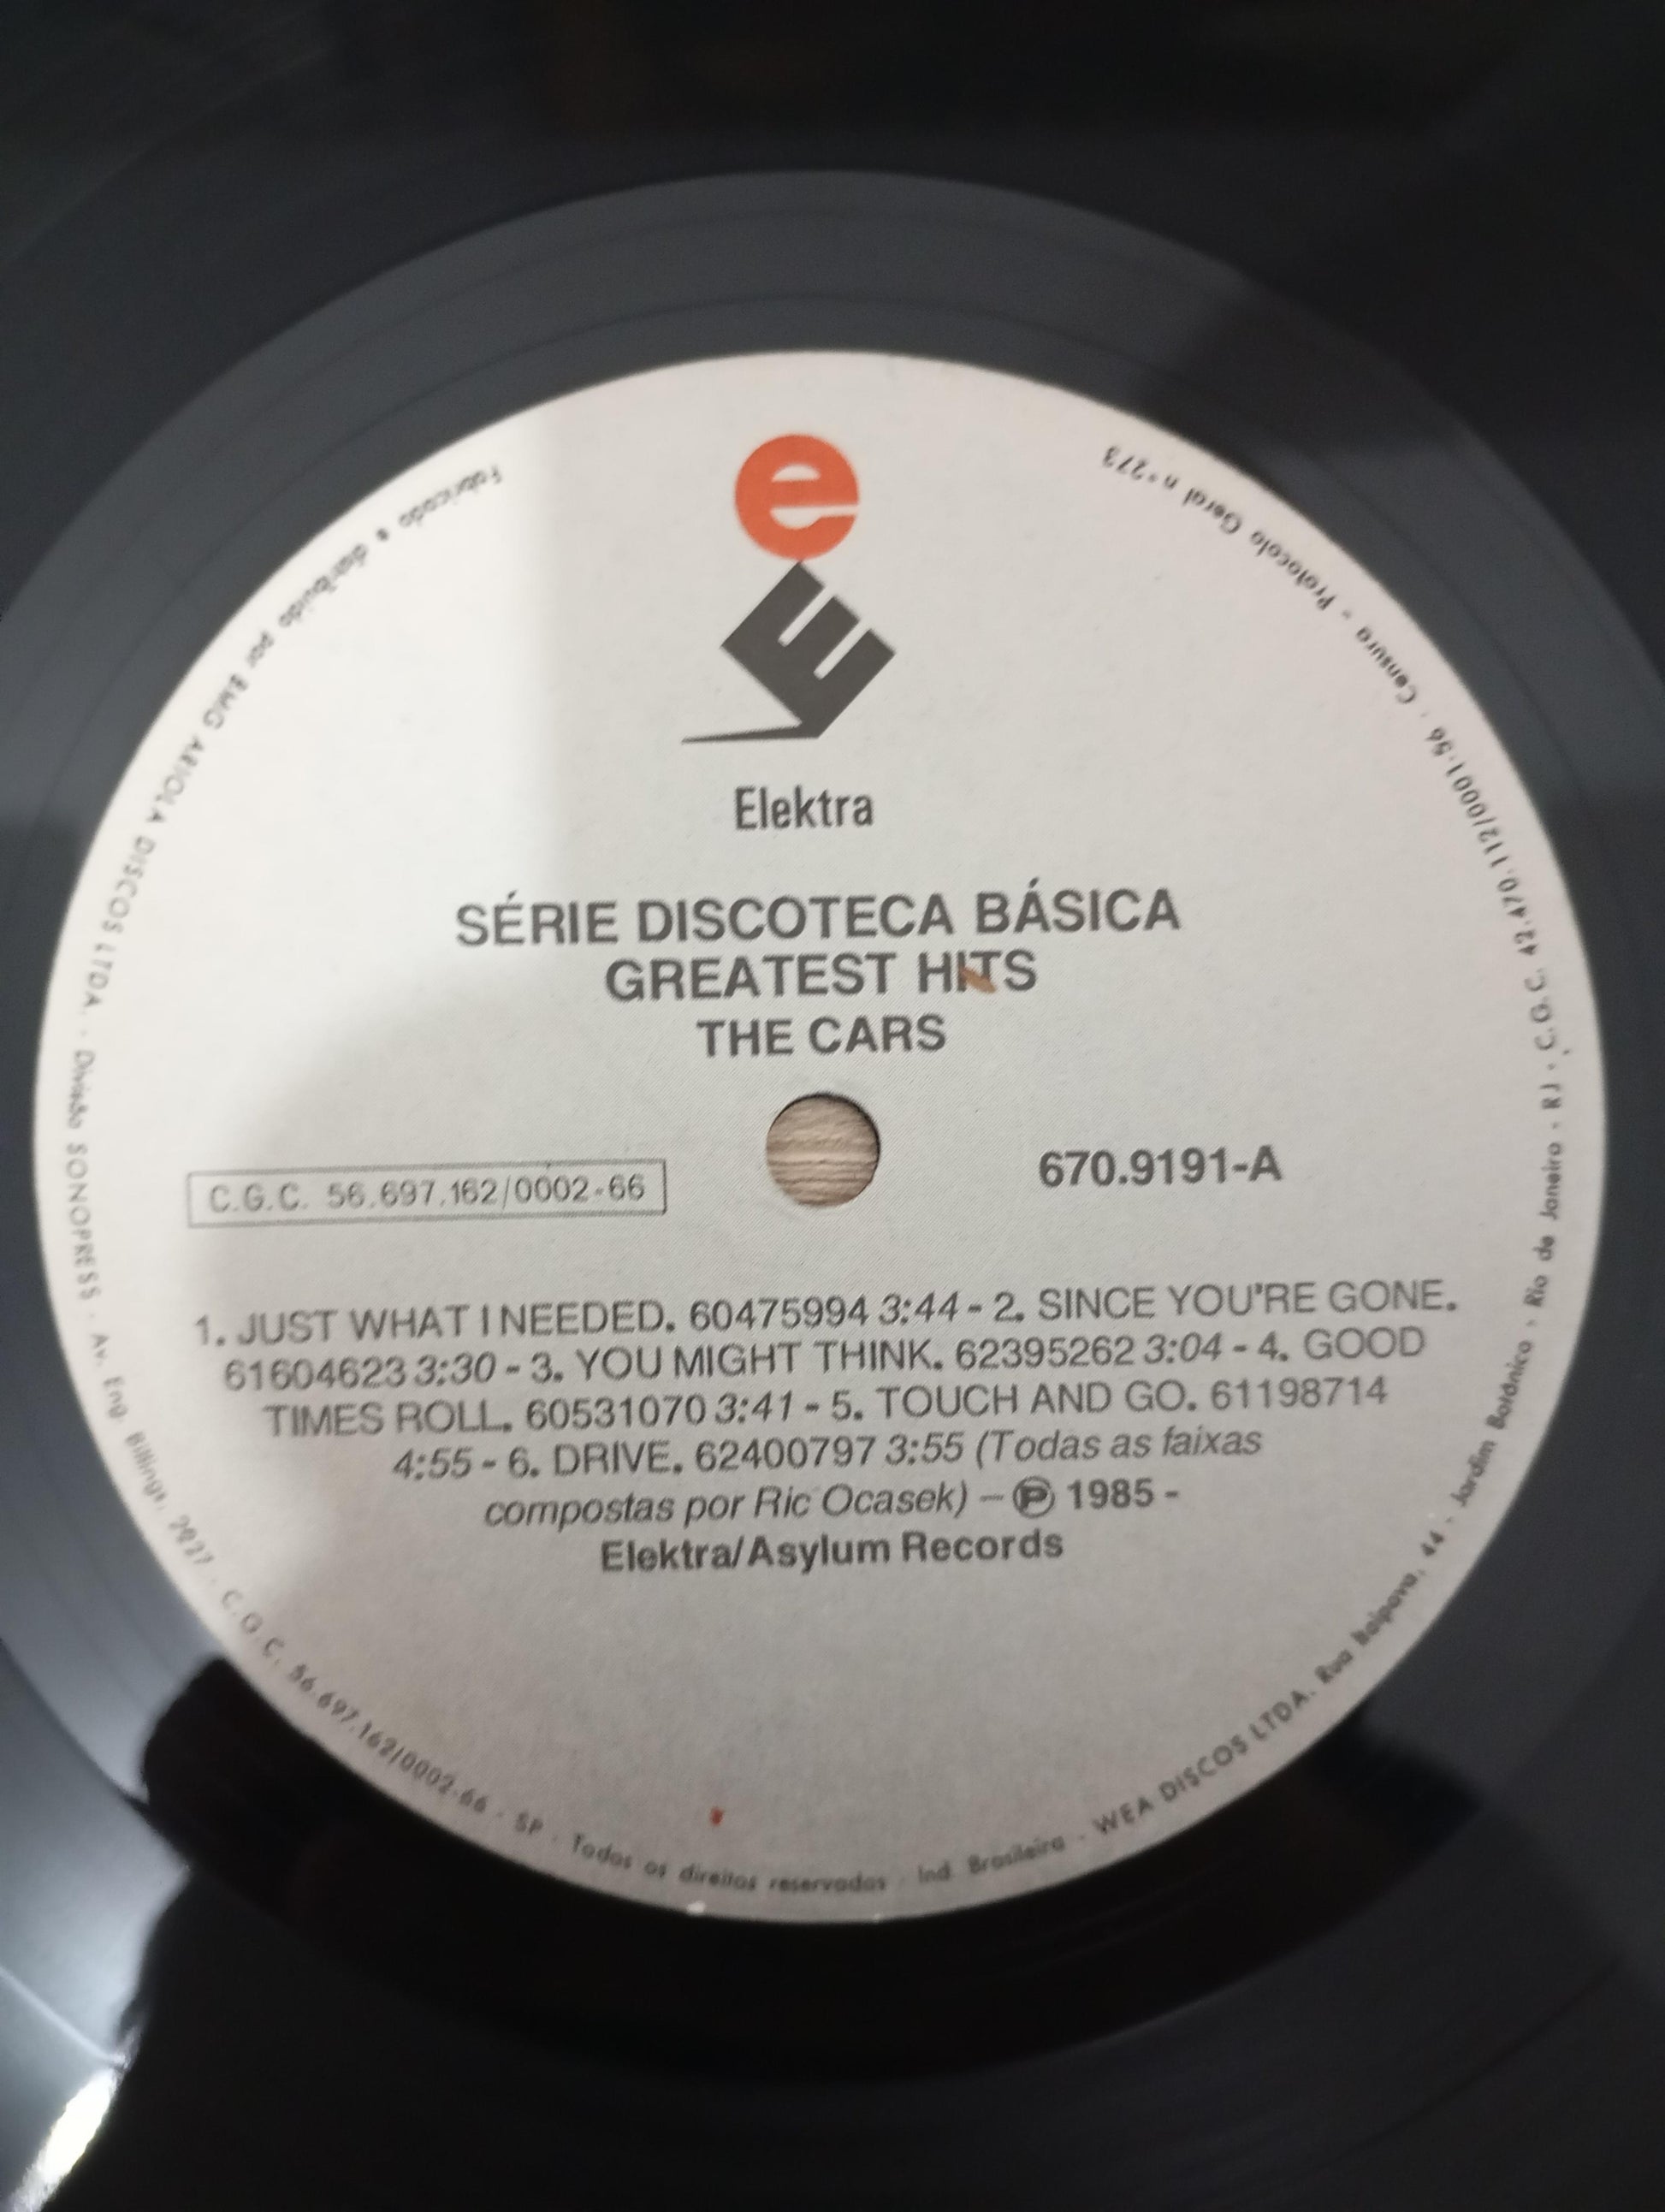 e
E
Elektra
SÉRIE DISCOTECA BÁSICA
GREATEST HITS
THE CARS
C.G.C. 56.697.162/0002-66
670.9191-A
1. JUST WHAT I NEEDED. 60475994 3:44 - 2. SINCE YOU'RE GONE.
61604623 3:30 - 3. YOU MIGHT THINK. 62395262 3:04 - 4. GOOD
TIMES ROLL. 60531070 3:41 - 5. TOUCH AND GO. 61198714
4:55 - 6. DRIVE. 62400797 3:55 (Todas as faixas
compostas por Ric Ocasek) – Ⓟ 1985 -
Elektra/Asylum Records
Fabricado e distribuído por BMG ARIOLA DISCOS LTDA. - Divisão SONOPRESS - Av. Eng. Billings, 2227 - C.G.C. 56.697.162/0002-66 - SP - Todos os direitos reservados - Ind. Brasileira - WEA DISCOS LTDA. Rua Itaipava, 44 - Jardim Botânico - Rio de Janeiro - RJ - C.G.C. 42.470.112/0001-56 - Censura - Protocolo Geral nº 273